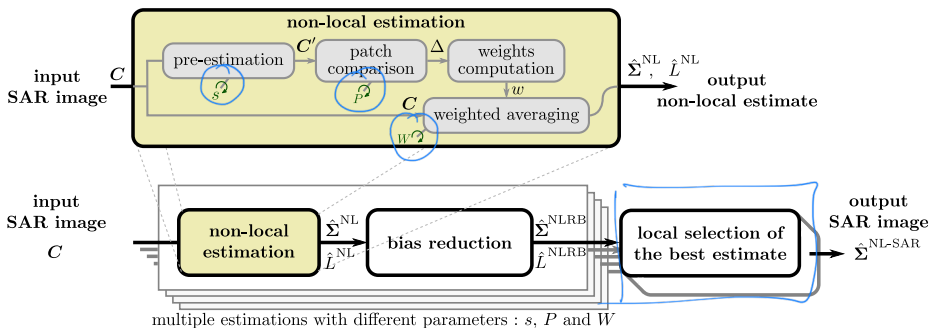 non-local estimation
input
SAR image
C
pre-estimation
C′
patch
comparison
Δ
weights
computation
s
P
w
C
W
weighted averaging
Σ̂^NL, L̂^NL
output
non-local estimate
input
SAR image
C
non-local
estimation
Σ̂^NL
L̂^NL
bias reduction
Σ̂^NLRB
L̂^NLRB
local selection of
the best estimate
output
SAR image
Σ̂^NL-SAR
multiple estimations with different parameters : s, P and W